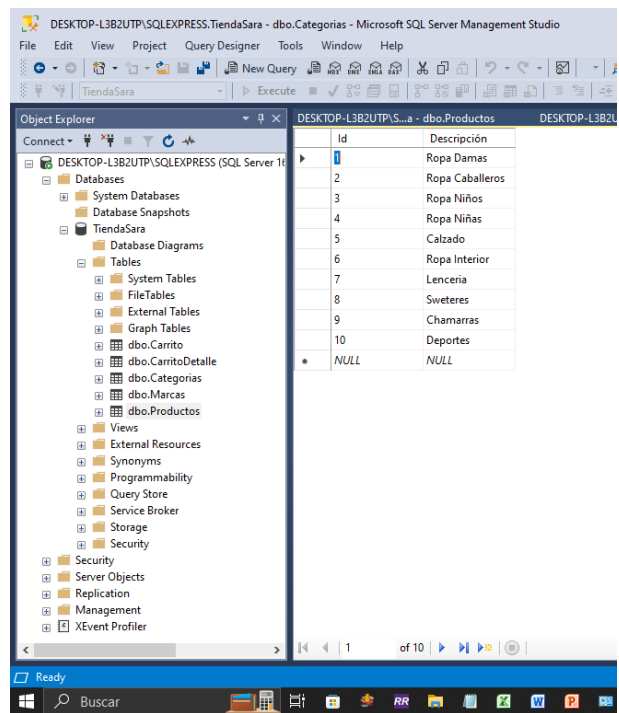 DESKTOP-L3B2UTP\SQLEXPRESS.TiendaSara - dbo.Categorias - Microsoft SQL Server Management Studio
File Edit View Project Query Designer Tools Window Help
New Query MDX DMX XMLA DAX
TiendaSara Execute
Object Explorer
Connect
DESKTOP-L3B2UTP\SQLEXPRESS (SQL Server 16
Databases
System Databases
Database Snapshots
TiendaSara
Database Diagrams
Tables
System Tables
FileTables
External Tables
Graph Tables
dbo.Carrito
dbo.CarritoDetalle
dbo.Categorias
dbo.Marcas
dbo.Productos
Views
External Resources
Synonyms
Programmability
Query Store
Service Broker
Storage
Security
Security
Server Objects
Replication
Management
XEvent Profiler
DESKTOP-L3B2UTP\S...a - dbo.Productos DESKTOP-L3B2U
Id Descripción
1 Ropa Damas
2 Ropa Caballeros
3 Ropa Niños
4 Ropa Niñas
5 Calzado
6 Ropa Interior
7 Lenceria
8 Sweteres
9 Chamarras
10 Deportes
NULL NULL
1 of 10
Ready
Buscar RR X W P